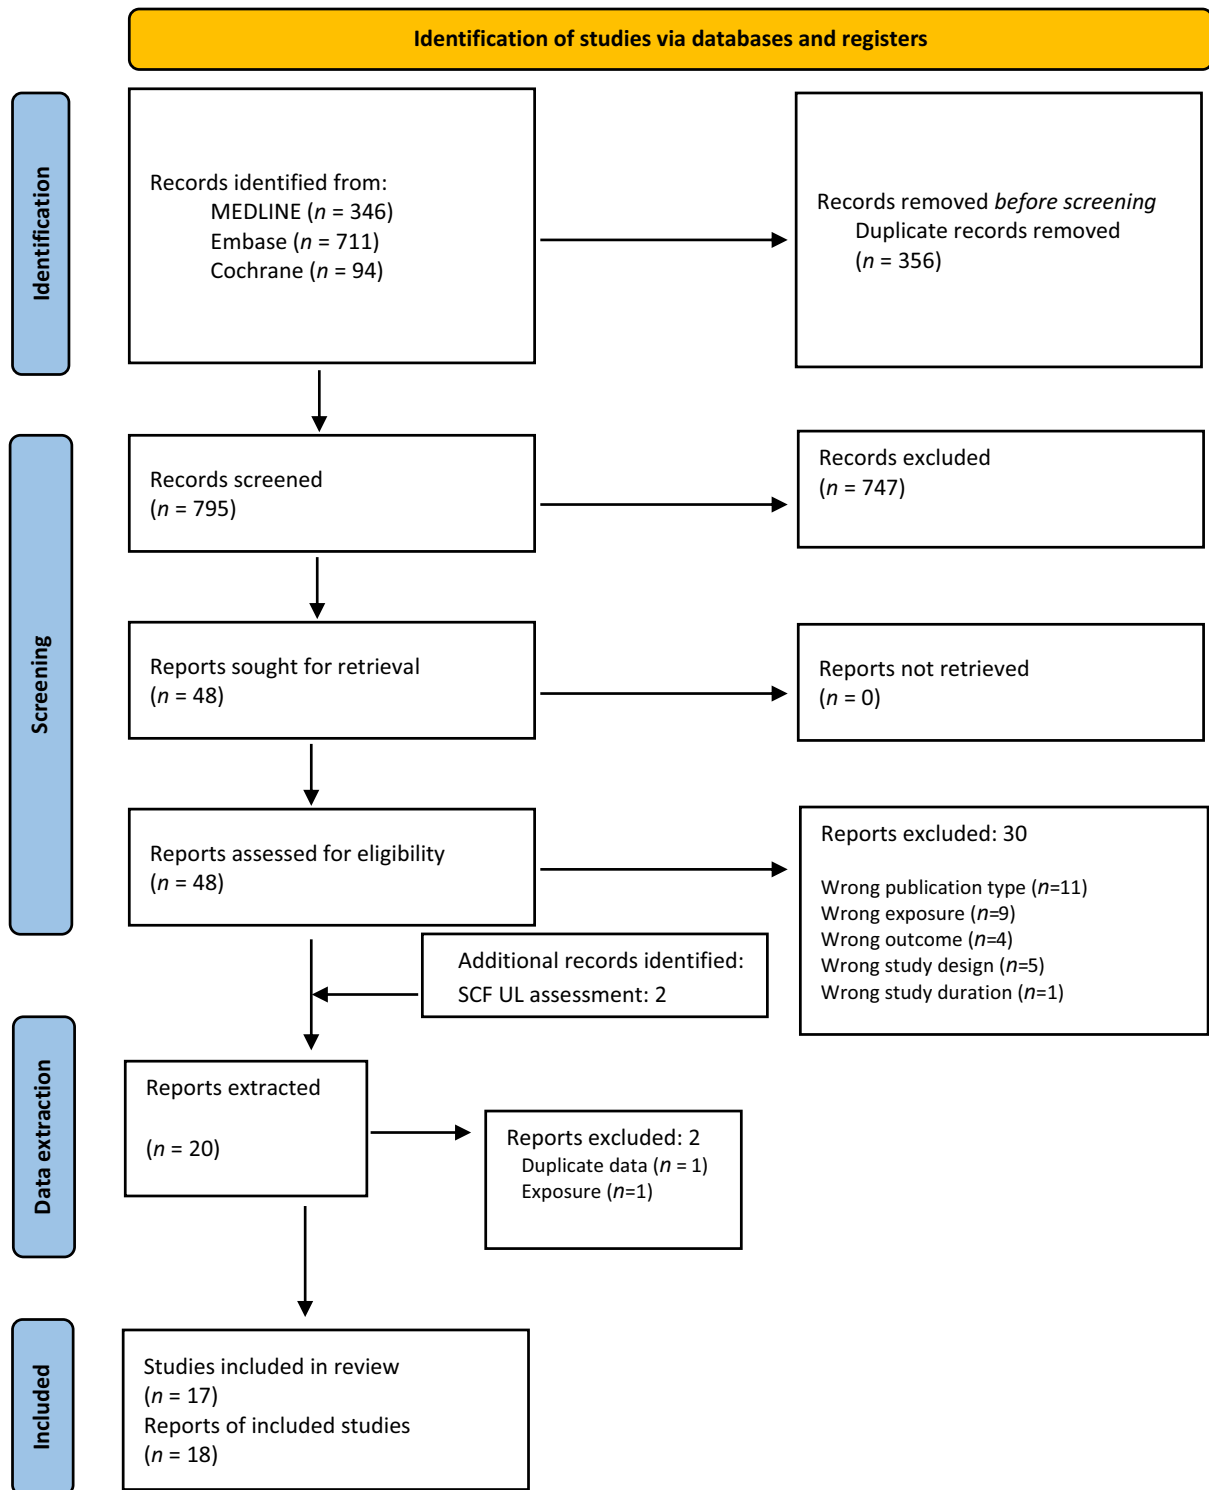 Identification of studies via databases and registers
Identification
Records identified from:
MEDLINE (n = 346)
Embase (n = 711)
Cochrane (n = 94)
Records removed before screening
Duplicate records removed
(n = 356)
Screening
Records screened
(n = 795)
Records excluded
(n = 747)
Reports sought for retrieval
(n = 48)
Reports not retrieved
(n = 0)
Reports assessed for eligibility
(n = 48)
Reports excluded: 30
Wrong publication type (n=11)
Wrong exposure (n=9)
Wrong outcome (n=4)
Wrong study design (n=5)
Wrong study duration (n=1)
Additional records identified:
SCF UL assessment: 2
Data extraction
Reports extracted
(n = 20)
Reports excluded: 2
Duplicate data (n = 1)
Exposure (n=1)
Included
Studies included in review
(n = 17)
Reports of included studies
(n = 18)